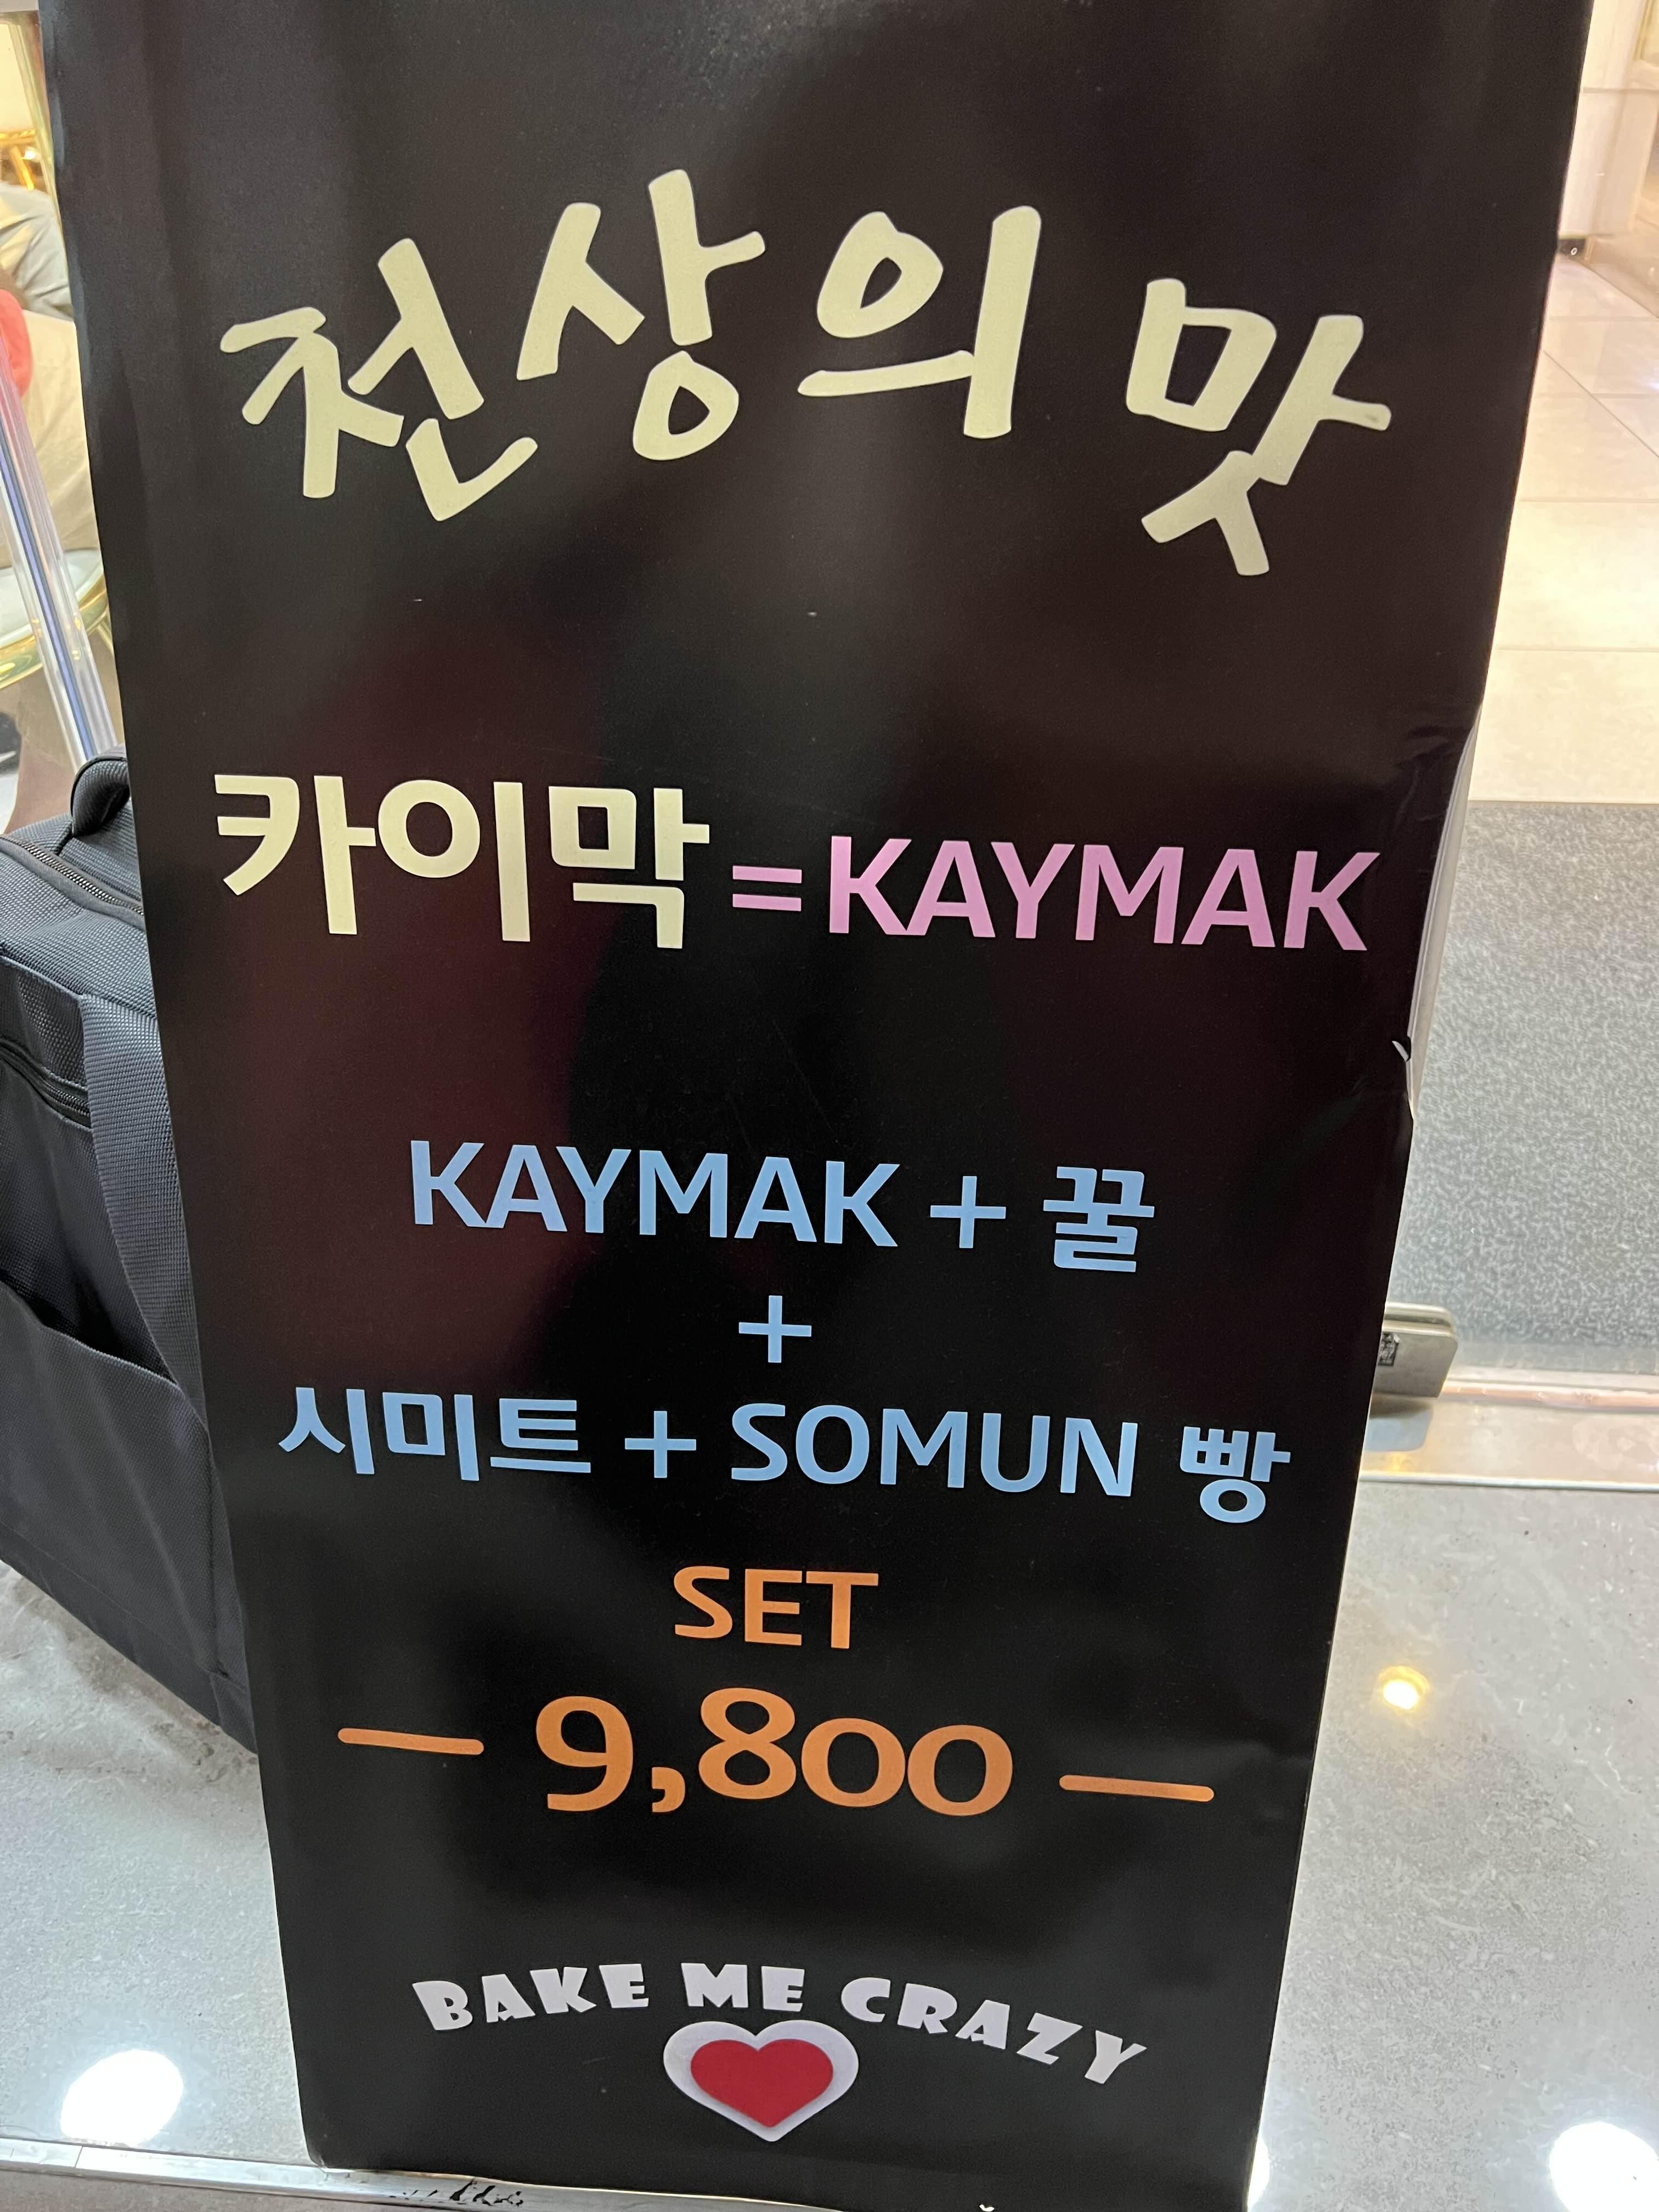 천상의 맛
카이막 = KAYMAK
KAYMAK + 꿀
+
시미트 + SOMUN 빵
SET
— 9,800 —
BAKE ME CRAZY